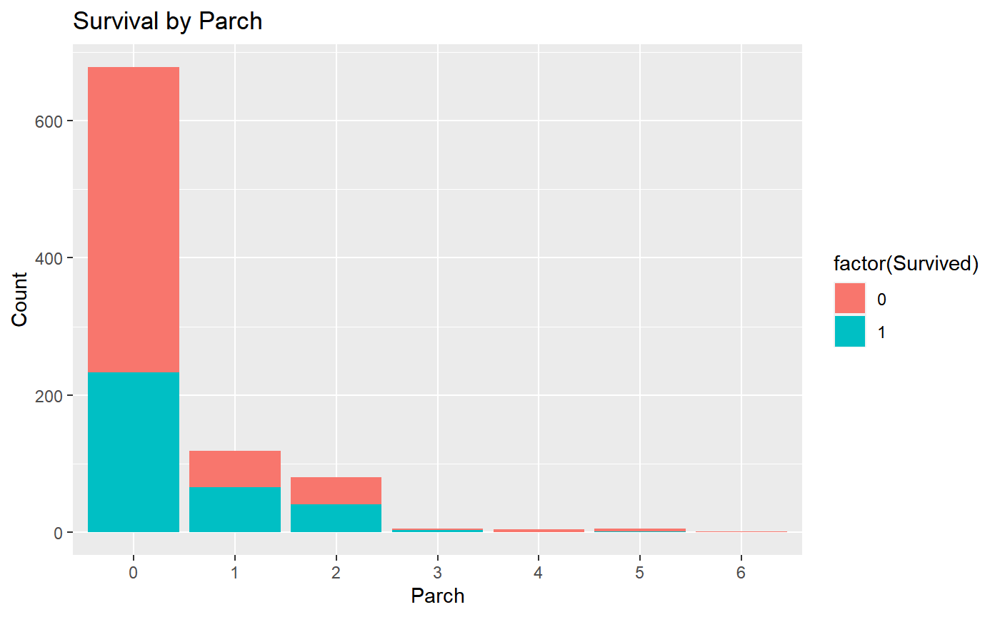 Survival by Parch
Count
600
400
200
0
0 1 2 3 4 5 6
Parch
factor(Survived)
0
1